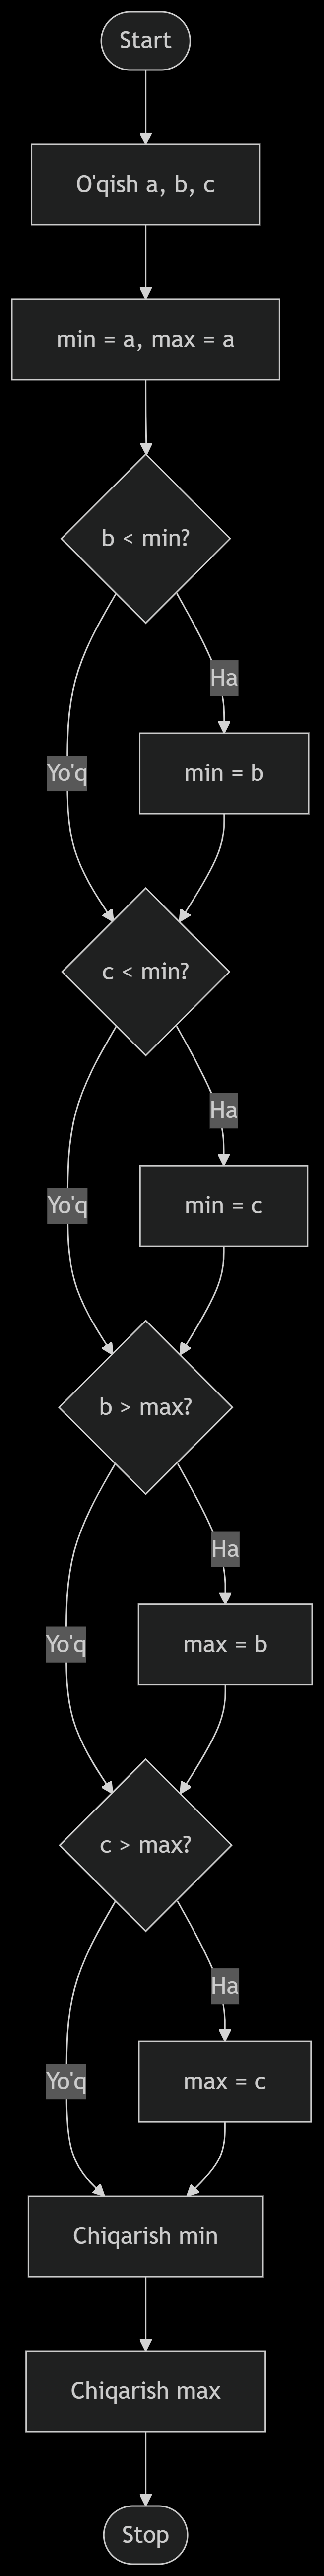 Start
O'qish a, b, c
min = a, max = a
b < min?
Ha
Yo'q
min = b
c < min?
Ha
Yo'q
min = c
b > max?
Ha
Yo'q
max = b
c > max?
Ha
Yo'q
max = c
Chiqarish min
Chiqarish max
Stop